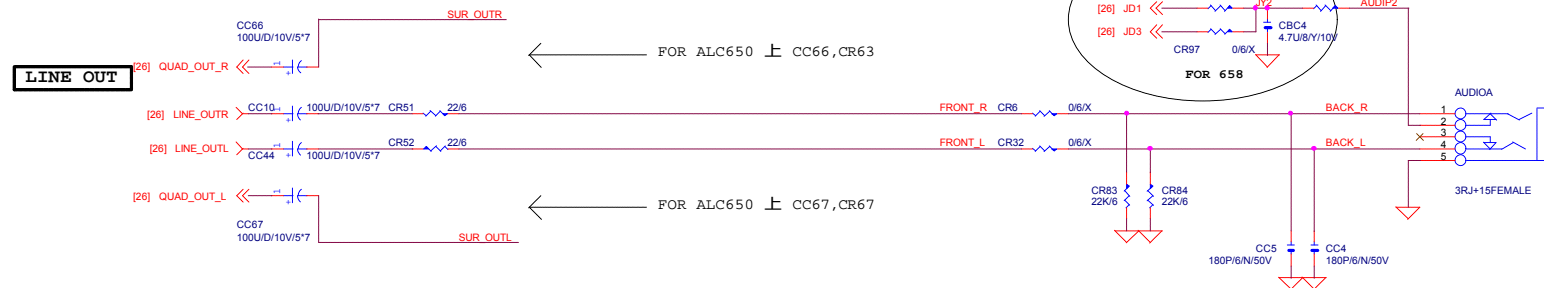 SUR_OUTR
CC66
100U/D/10V/5*7
[26] QUAD_OUT_R
1
+
FOR ALC650 上 CC66,CR63
[26] JD1
JY2
AUDIP2
[26] JD3
CBC4
4.7U/8/Y/10V
CR97
0/6/X
FOR 658
LINE OUT
[26] LINE_OUTR
CC10
1
+
100U/D/10V/5*7
CR51
22/6
FRONT_R
CR6
0/6/X
BACK_R
AUDIOA
1
2
3
4
5
3RJ+15FEMALE
[26] LINE_OUTL
CC44
1
+
100U/D/10V/5*7
CR52
22/6
FRONT_L
CR32
0/6/X
BACK_L
[26] QUAD_OUT_L
1
+
CC67
100U/D/10V/5*7
SUR_OUTL
FOR ALC650 上 CC67,CR67
CR83
22K/6
CR84
22K/6
CC5
180P/6/N/50V
CC4
180P/6/N/50V